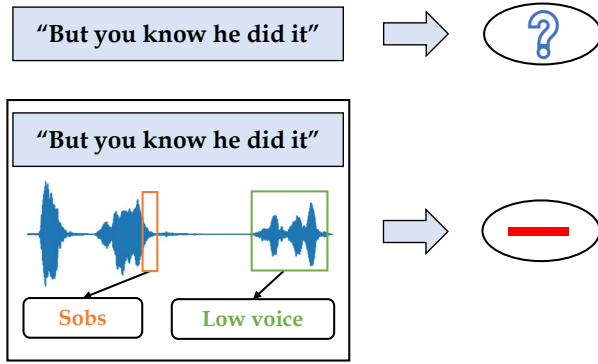 “But you know he did it”
?
“But you know he did it”
Sobs
Low voice